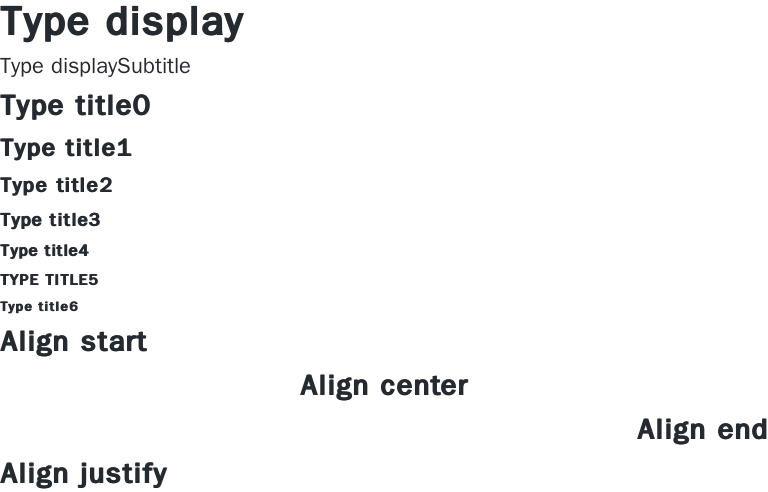 Type display
Type displaySubtitle
Type title0
Type title1
Type title2
Type title3
Type title4
TYPE TITLE5
Type title6
Align start
Align center
Align end
Align justify